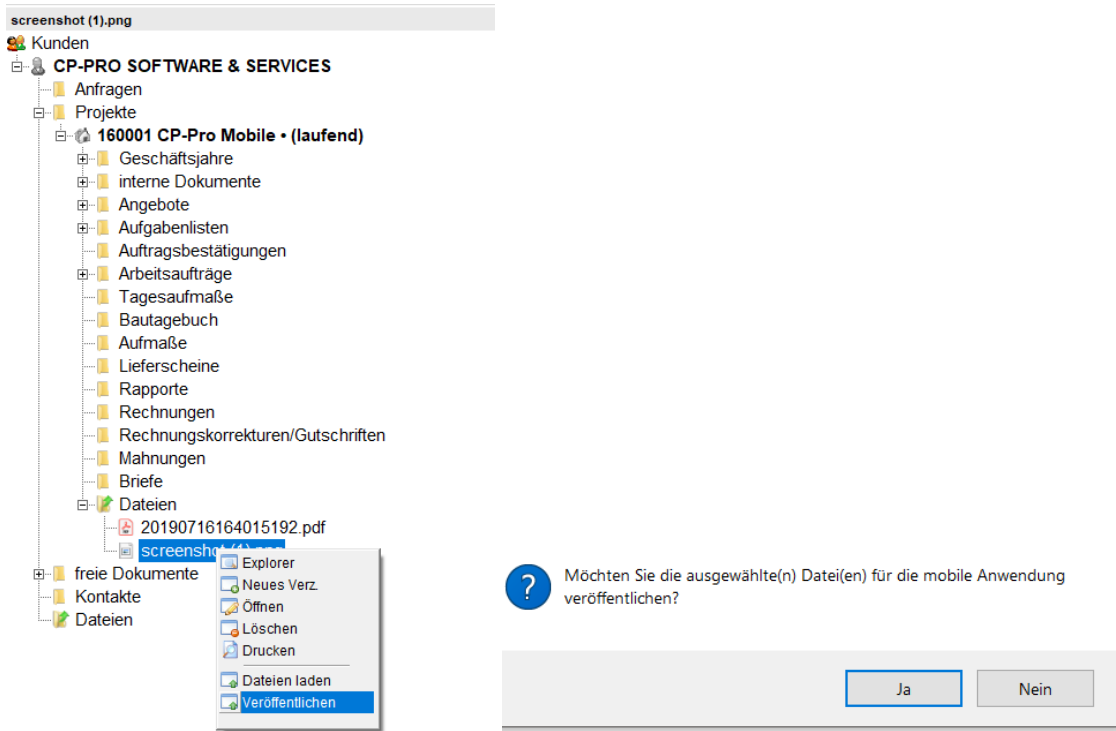 screenshot (1).png
Kunden
CP-PRO SOFTWARE & SERVICES
Anfragen
Projekte
160001 CP-Pro Mobile • (laufend)
Geschäftsjahre
interne Dokumente
Angebote
Aufgabenlisten
Auftragsbestätigungen
Arbeitsaufträge
Tagesaufmaße
Bautagebuch
Aufmaße
Lieferscheine
Rapporte
Rechnungen
Rechnungskorrekturen/Gutschriften
Mahnungen
Briefe
Dateien
20190716164015192.pdf
screenshot (1).png
freie Dokumente
Kontakte
Dateien
Explorer
Neues Verz.
Öffnen
Löschen
Drucken
Dateien laden
Veröffentlichen
Möchten Sie die ausgewählte(n) Datei(en) für die mobile Anwendung
veröffentlichen?
Ja
Nein